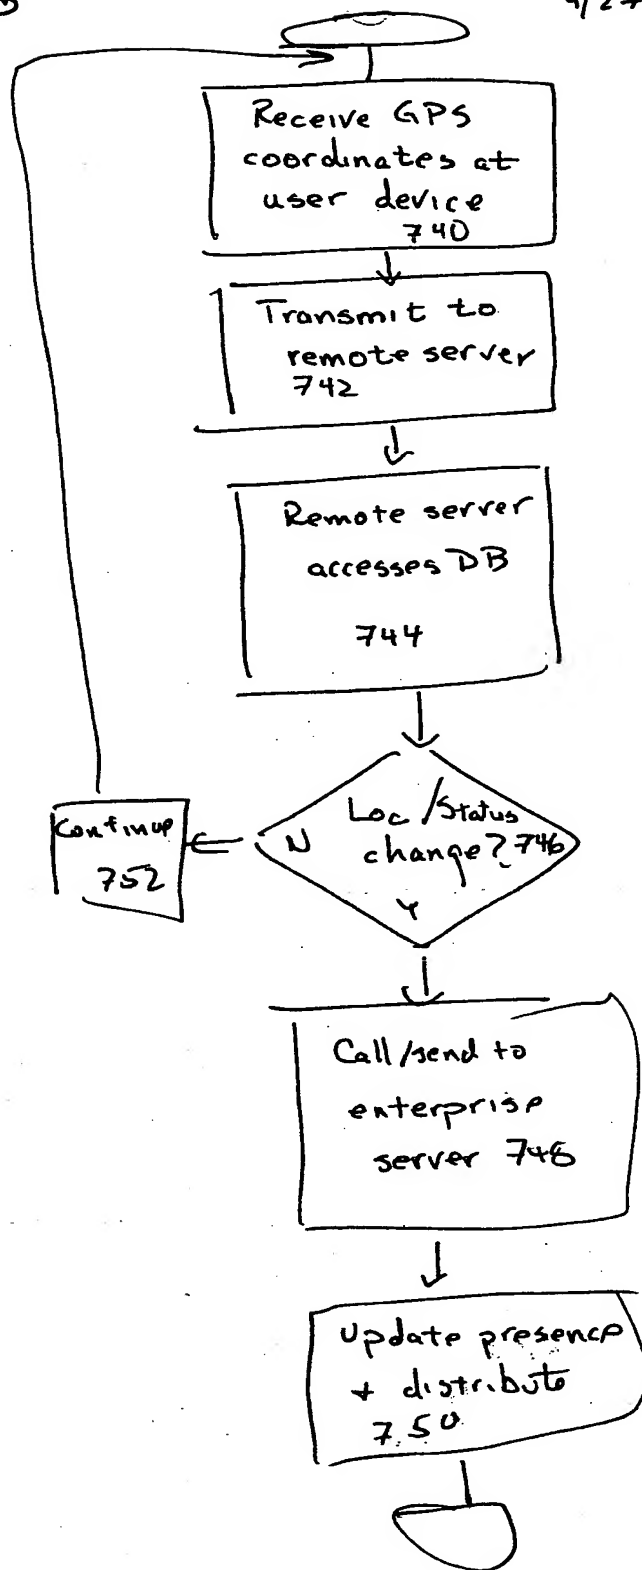 Receive GPS
coordinates at
user device
740
Transmit to
remote server
742
Remote server
accesses DB
744
Loc/Status
change? 746
N
Y
Continue
752
Call/send to
enterprise
server 748
Update presence
+ distribute
750